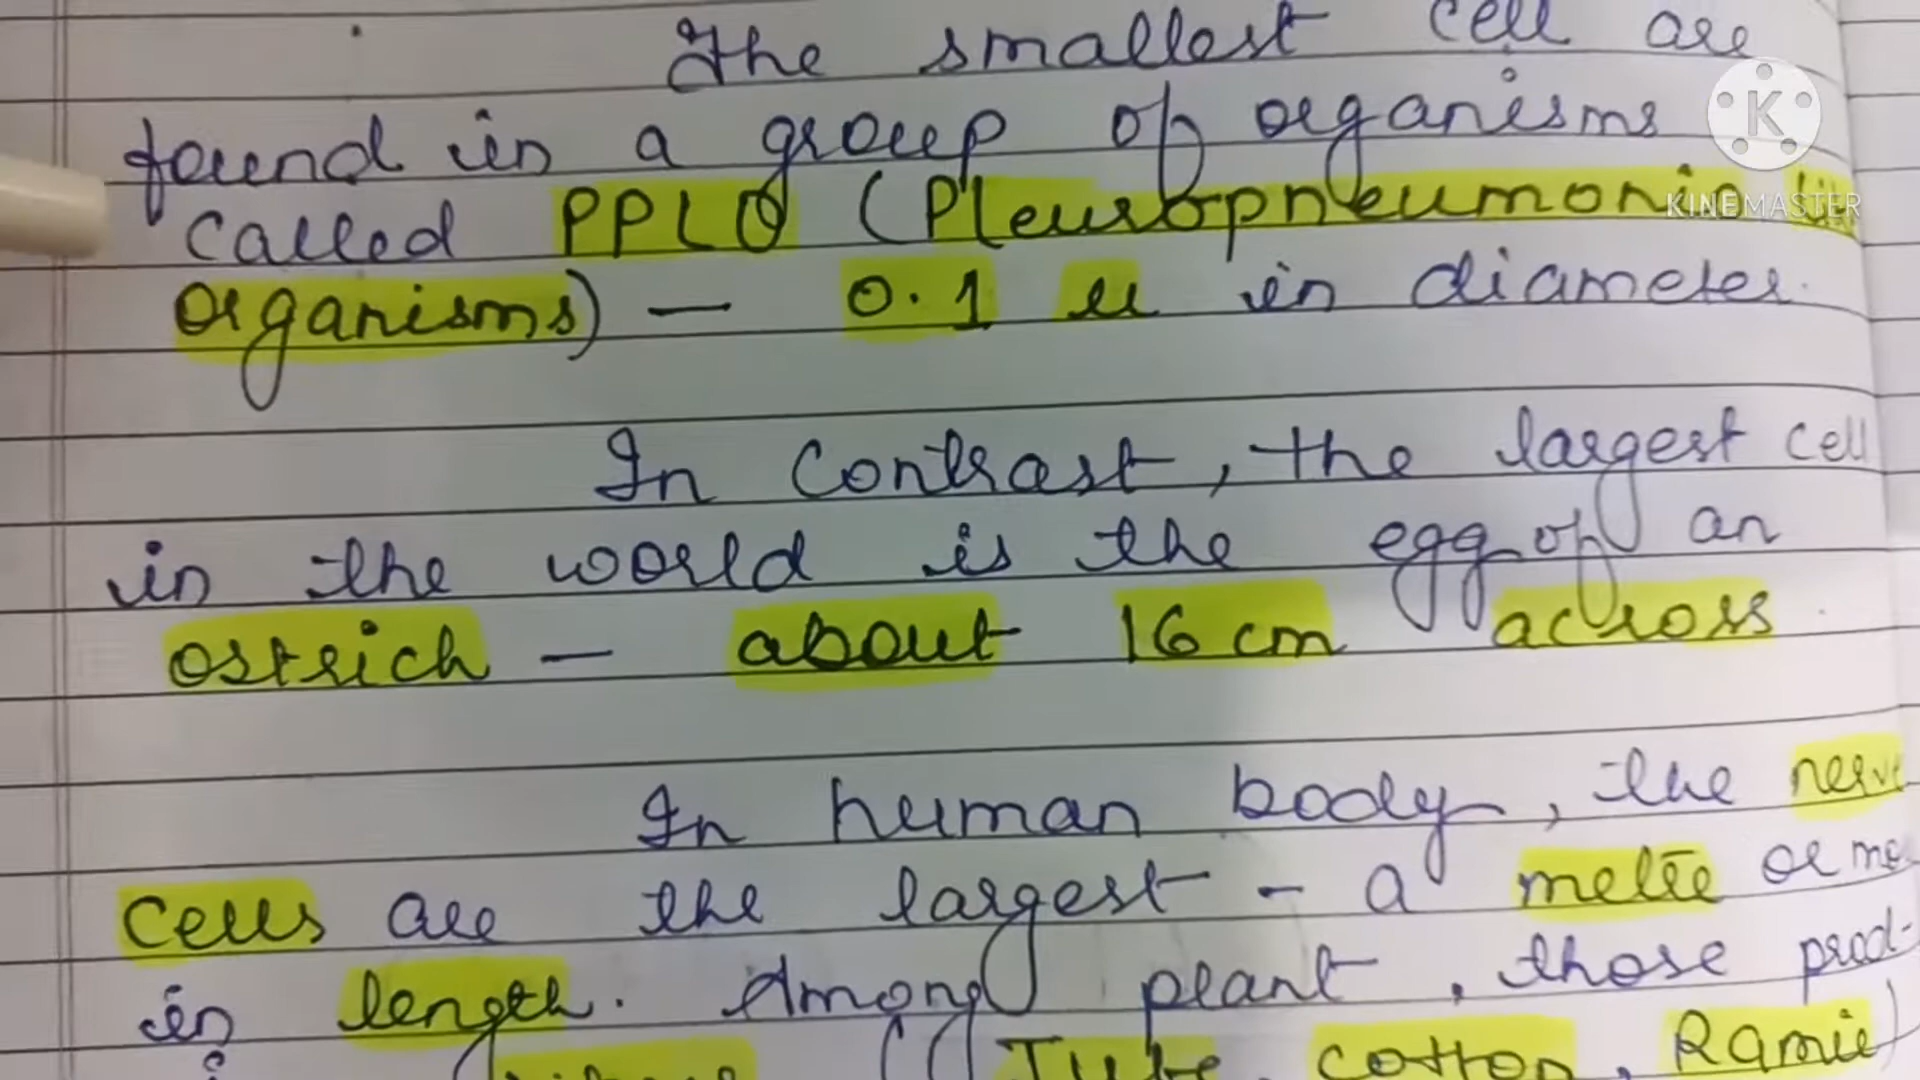 The smallest cell are
found in a group of organisms
called PPLO (Pleuropneumonia
KINEMASTER
organisms) — 0.1 u in diameter.
In contrast, the largest cell
in the world is the egg of an
ostrich — about 16 cm across.
In human body, the
cells are the largest - a metre or
in length. Among plant, those prod-
Jute, cotton, Ramie)